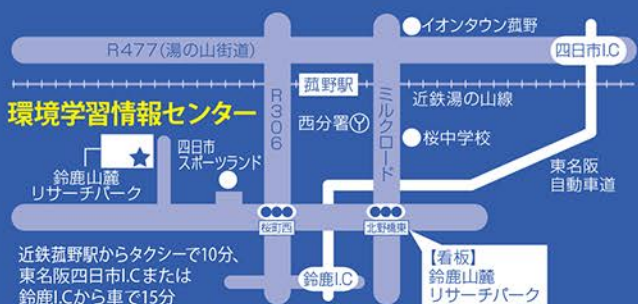 イオンタウン菰野
R477(湯の山街道)
四日市I.C
菰野駅
近鉄湯の山線
環境学習情報センター
R306
ミルクロード
西分署Y
桜中学校
四日市
スポーツランド
鈴鹿山麓
リサーチパーク
東名阪
自動車道
桜町西
北野橋東
近鉄菰野駅からタクシーで10分、
東名阪四日市I.Cまたは
鈴鹿I.Cから車で15分
鈴鹿I.C
【看板】
鈴鹿山麓
リサーチパーク